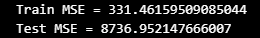 Train MSE = 331.46159509085044
Test MSE = 8736.952147666007